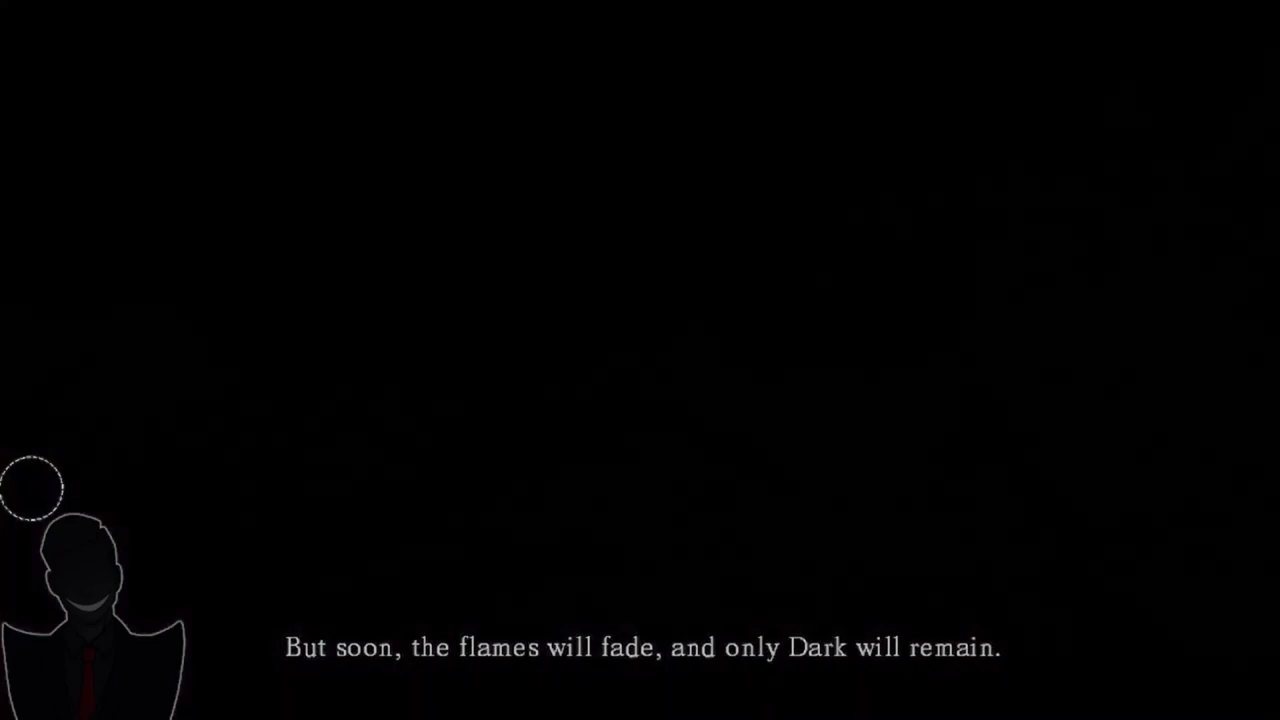 But soon, the flames will fade, and only Dark will remain.